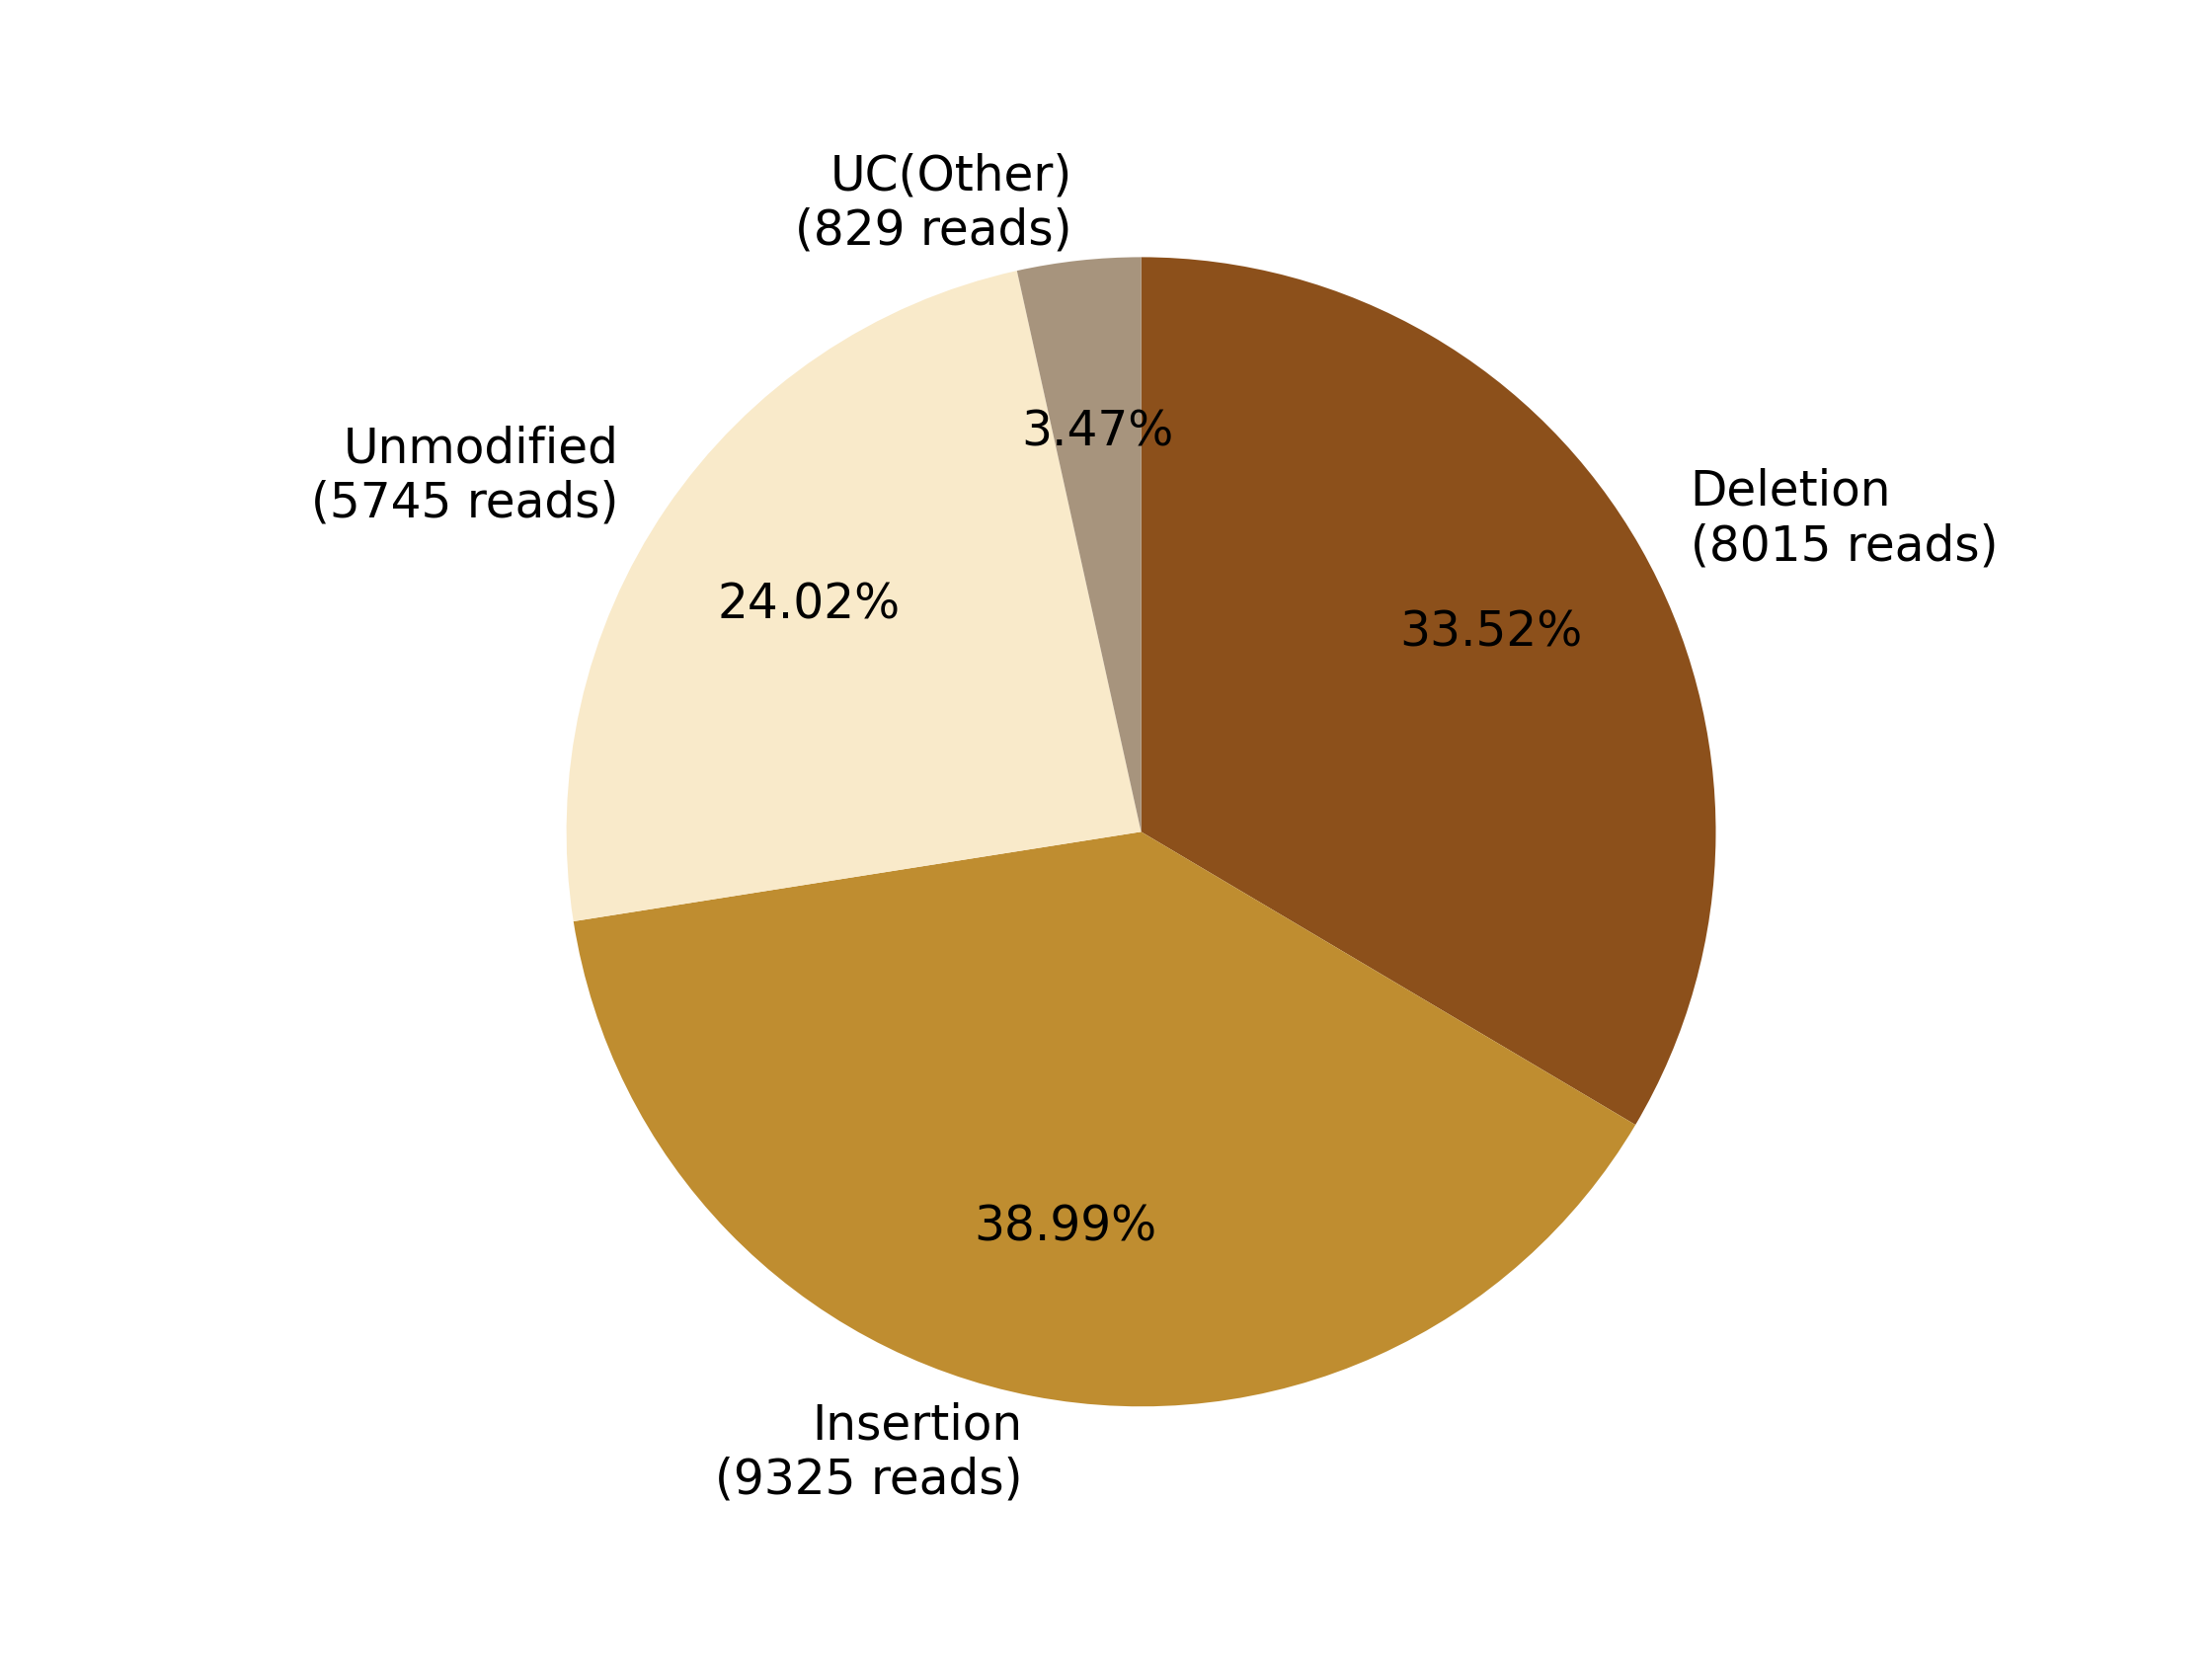 UC(Other)
(829 reads)
3.47%
Unmodified
(5745 reads)
24.02%
Deletion
(8015 reads)
33.52%
38.99%
Insertion
(9325 reads)